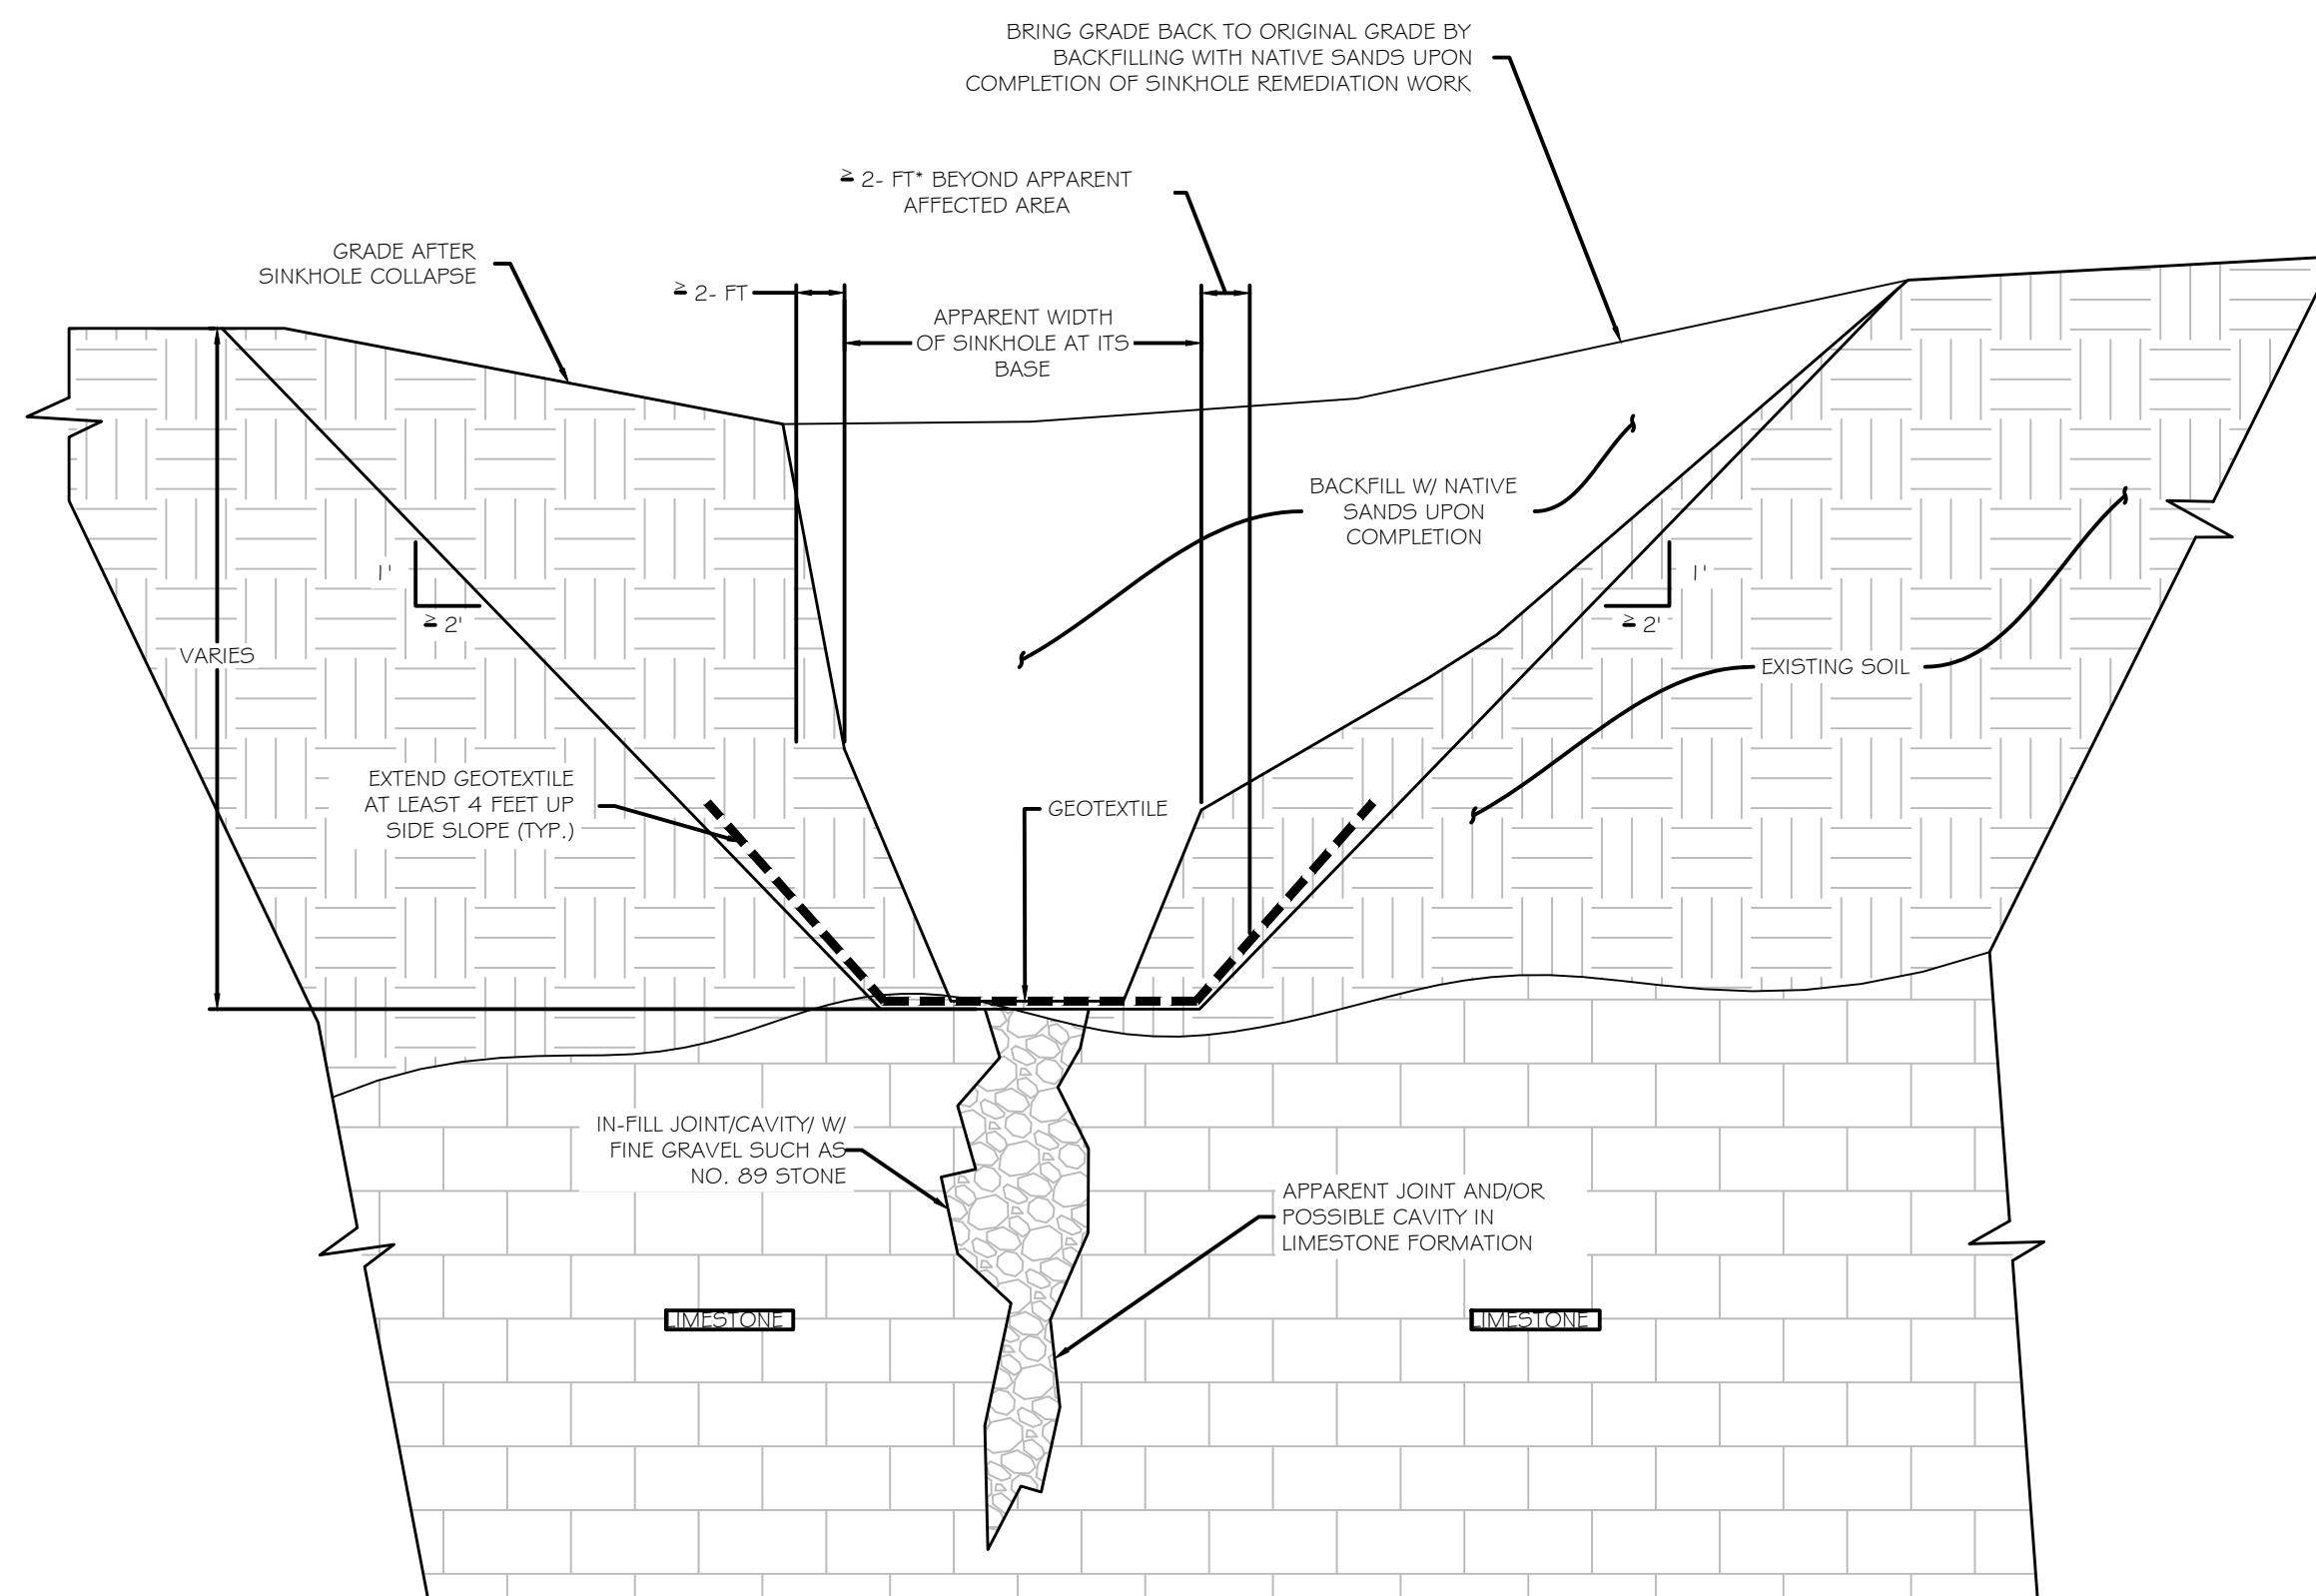 BRING GRADE BACK TO ORIGINAL GRADE BY
BACKFILLING WITH NATIVE SANDS UPON
COMPLETION OF SINKHOLE REMEDIATION WORK
≥ 2- FT* BEYOND APPARENT
AFFECTED AREA
GRADE AFTER
SINKHOLE COLLAPSE
≥ 2- FT
APPARENT WIDTH
OF SINKHOLE AT ITS
BASE
BACKFILL W/ NATIVE
SANDS UPON
COMPLETION
1'
≥ 2'
1'
≥ 2'
VARIES
EXISTING SOIL
EXTEND GEOTEXTILE
AT LEAST 4 FEET UP
SIDE SLOPE (TYP.)
GEOTEXTILE
IN-FILL JOINT/CAVITY/ W/
FINE GRAVEL SUCH AS
NO. 89 STONE
APPARENT JOINT AND/OR
POSSIBLE CAVITY IN
LIMESTONE FORMATION
LIMESTONE
LIMESTONE